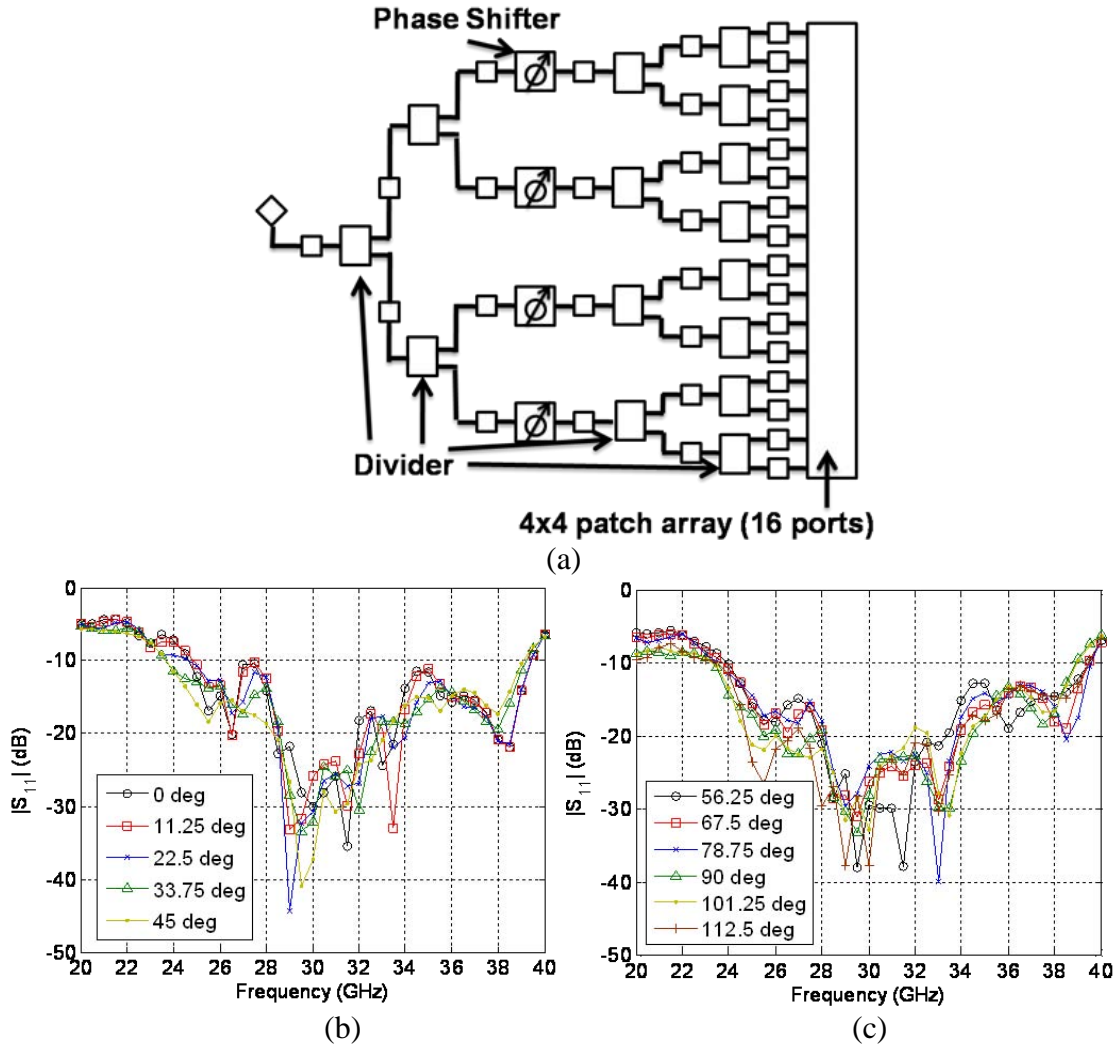 Phase Shifter
Divider
4x4 patch array (16 ports)
(a)
|S11| (dB)
0
-10
-20
-30
-40
-50
0 deg
11.25 deg
22.5 deg
33.75 deg
45 deg
20 22 24 26 28 30 32 34 36 38 40
Frequency (GHz)
(b)
|S11| (dB)
0
-10
-20
-30
-40
-50
56.25 deg
67.5 deg
78.75 deg
90 deg
101.25 deg
112.5 deg
20 22 24 26 28 30 32 34 36 38 40
Frequency (GHz)
(c)